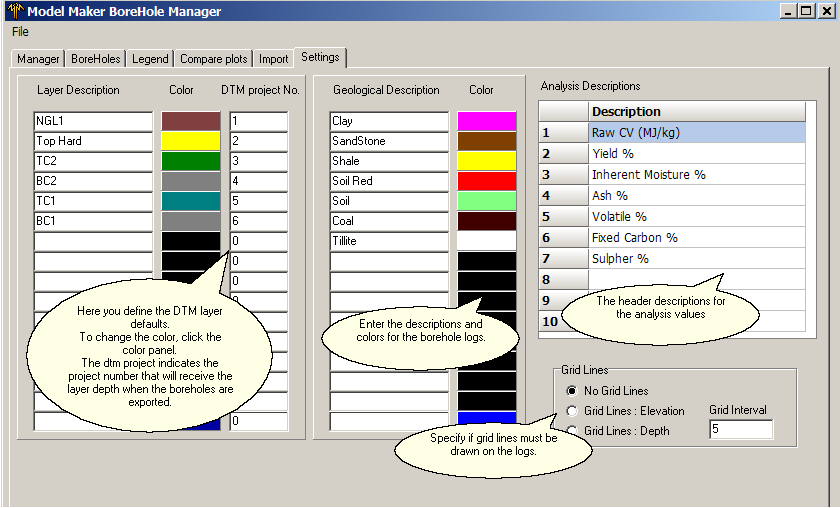 Model Maker BoreHole Manager
File
Manager
BoreHoles
Legend
Compare plots
Import
Settings
Layer Description Color DTM project No.
NGL1 1
Top Hard 2
TC2 3
BC2 4
TC1 5
BC1 6
0
0
0
Here you define the DTM layer
defaults.
To change the color, click the
color panel.
The dtm project indicates the
project number that will receive the
layer depth when the boreholes are
exported.
Geological Description Color
Clay
SandStone
Shale
Soil Red
Soil
Coal
Tillite
Enter the descriptions and
colors for the borehole logs.
Analysis Descriptions
Description
1 Raw CV (MJ/kg)
2 Yield %
3 Inherent Moisture %
4 Ash %
5 Volatile %
6 Fixed Carbon %
7 Sulpher %
8
9
10
The header descriptions for
the analysis values
Grid Lines
No Grid Lines
Grid Lines : Elevation
Grid Lines : Depth
Grid Interval
5
Specify if grid lines must be
drawn on the logs.